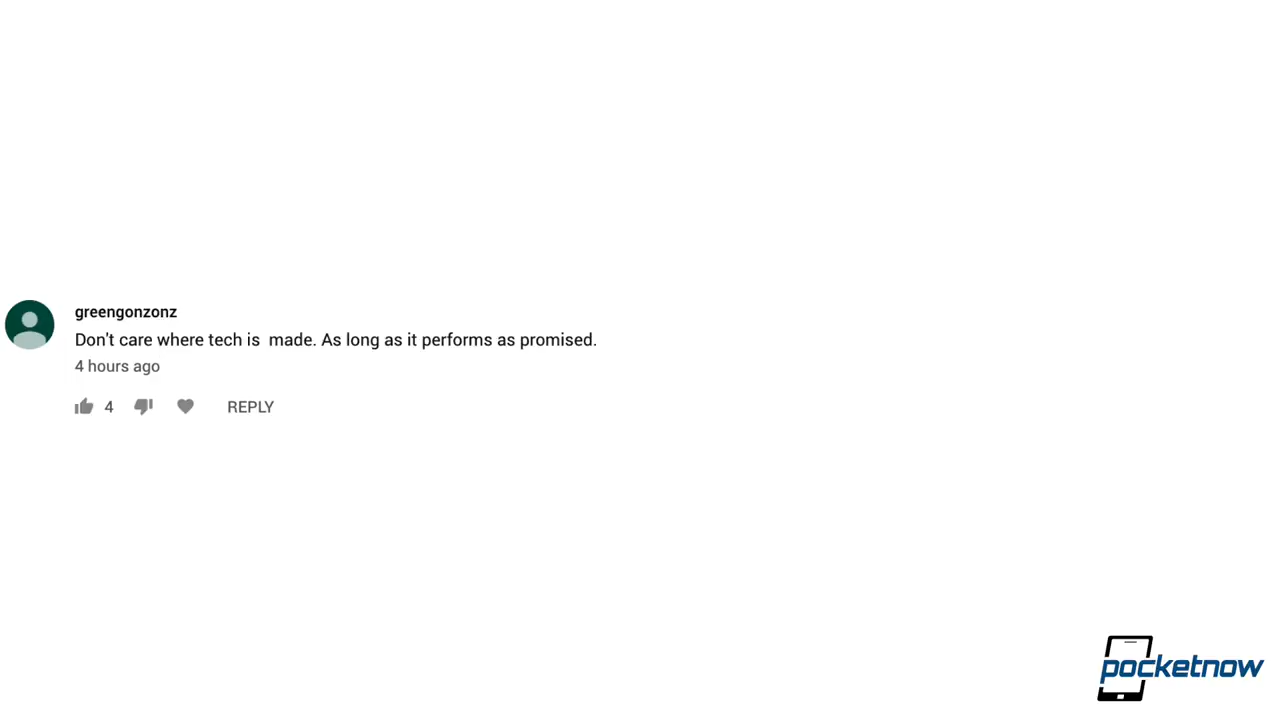 greengonzonz
Don't care where tech is  made. As long as it performs as promised.
4 hours ago
4 REPLY
pocketnow